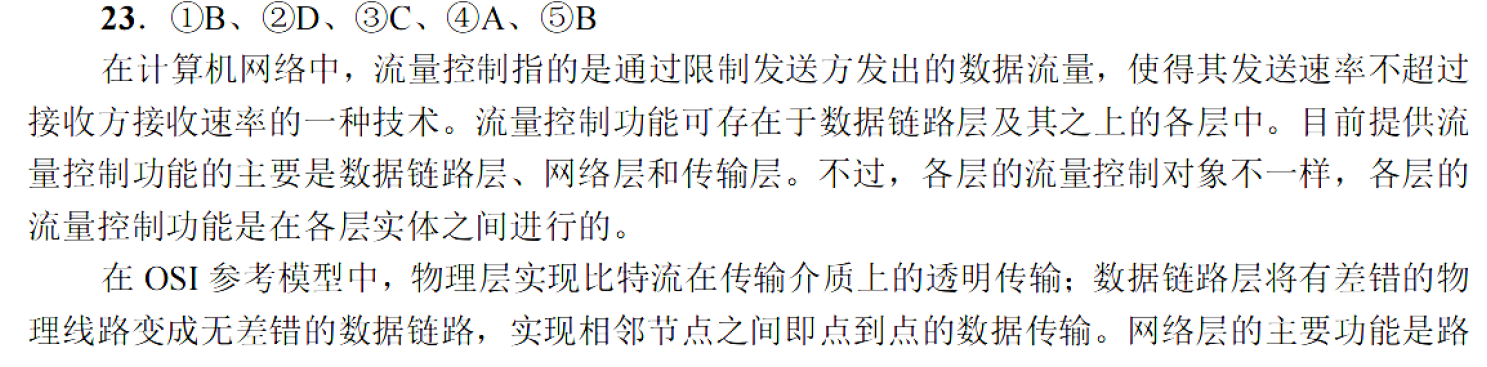 23. ①B、②D、③C、④A、⑤B
在计算机网络中，流量控制指的是通过限制发送方发出的数据流量，使得其发送速率不超过
接收方接收速率的一种技术。流量控制功能可存在于数据链路层及其之上的各层中。目前提供流
量控制功能的主要是数据链路层、网络层和传输层。不过，各层的流量控制对象不一样，各层的
流量控制功能是在各层实体之间进行的。
在 OSI 参考模型中，物理层实现比特流在传输介质上的透明传输；数据链路层将有差错的物
理线路变成无差错的数据链路，实现相邻节点之间即点到点的数据传输。网络层的主要功能是路